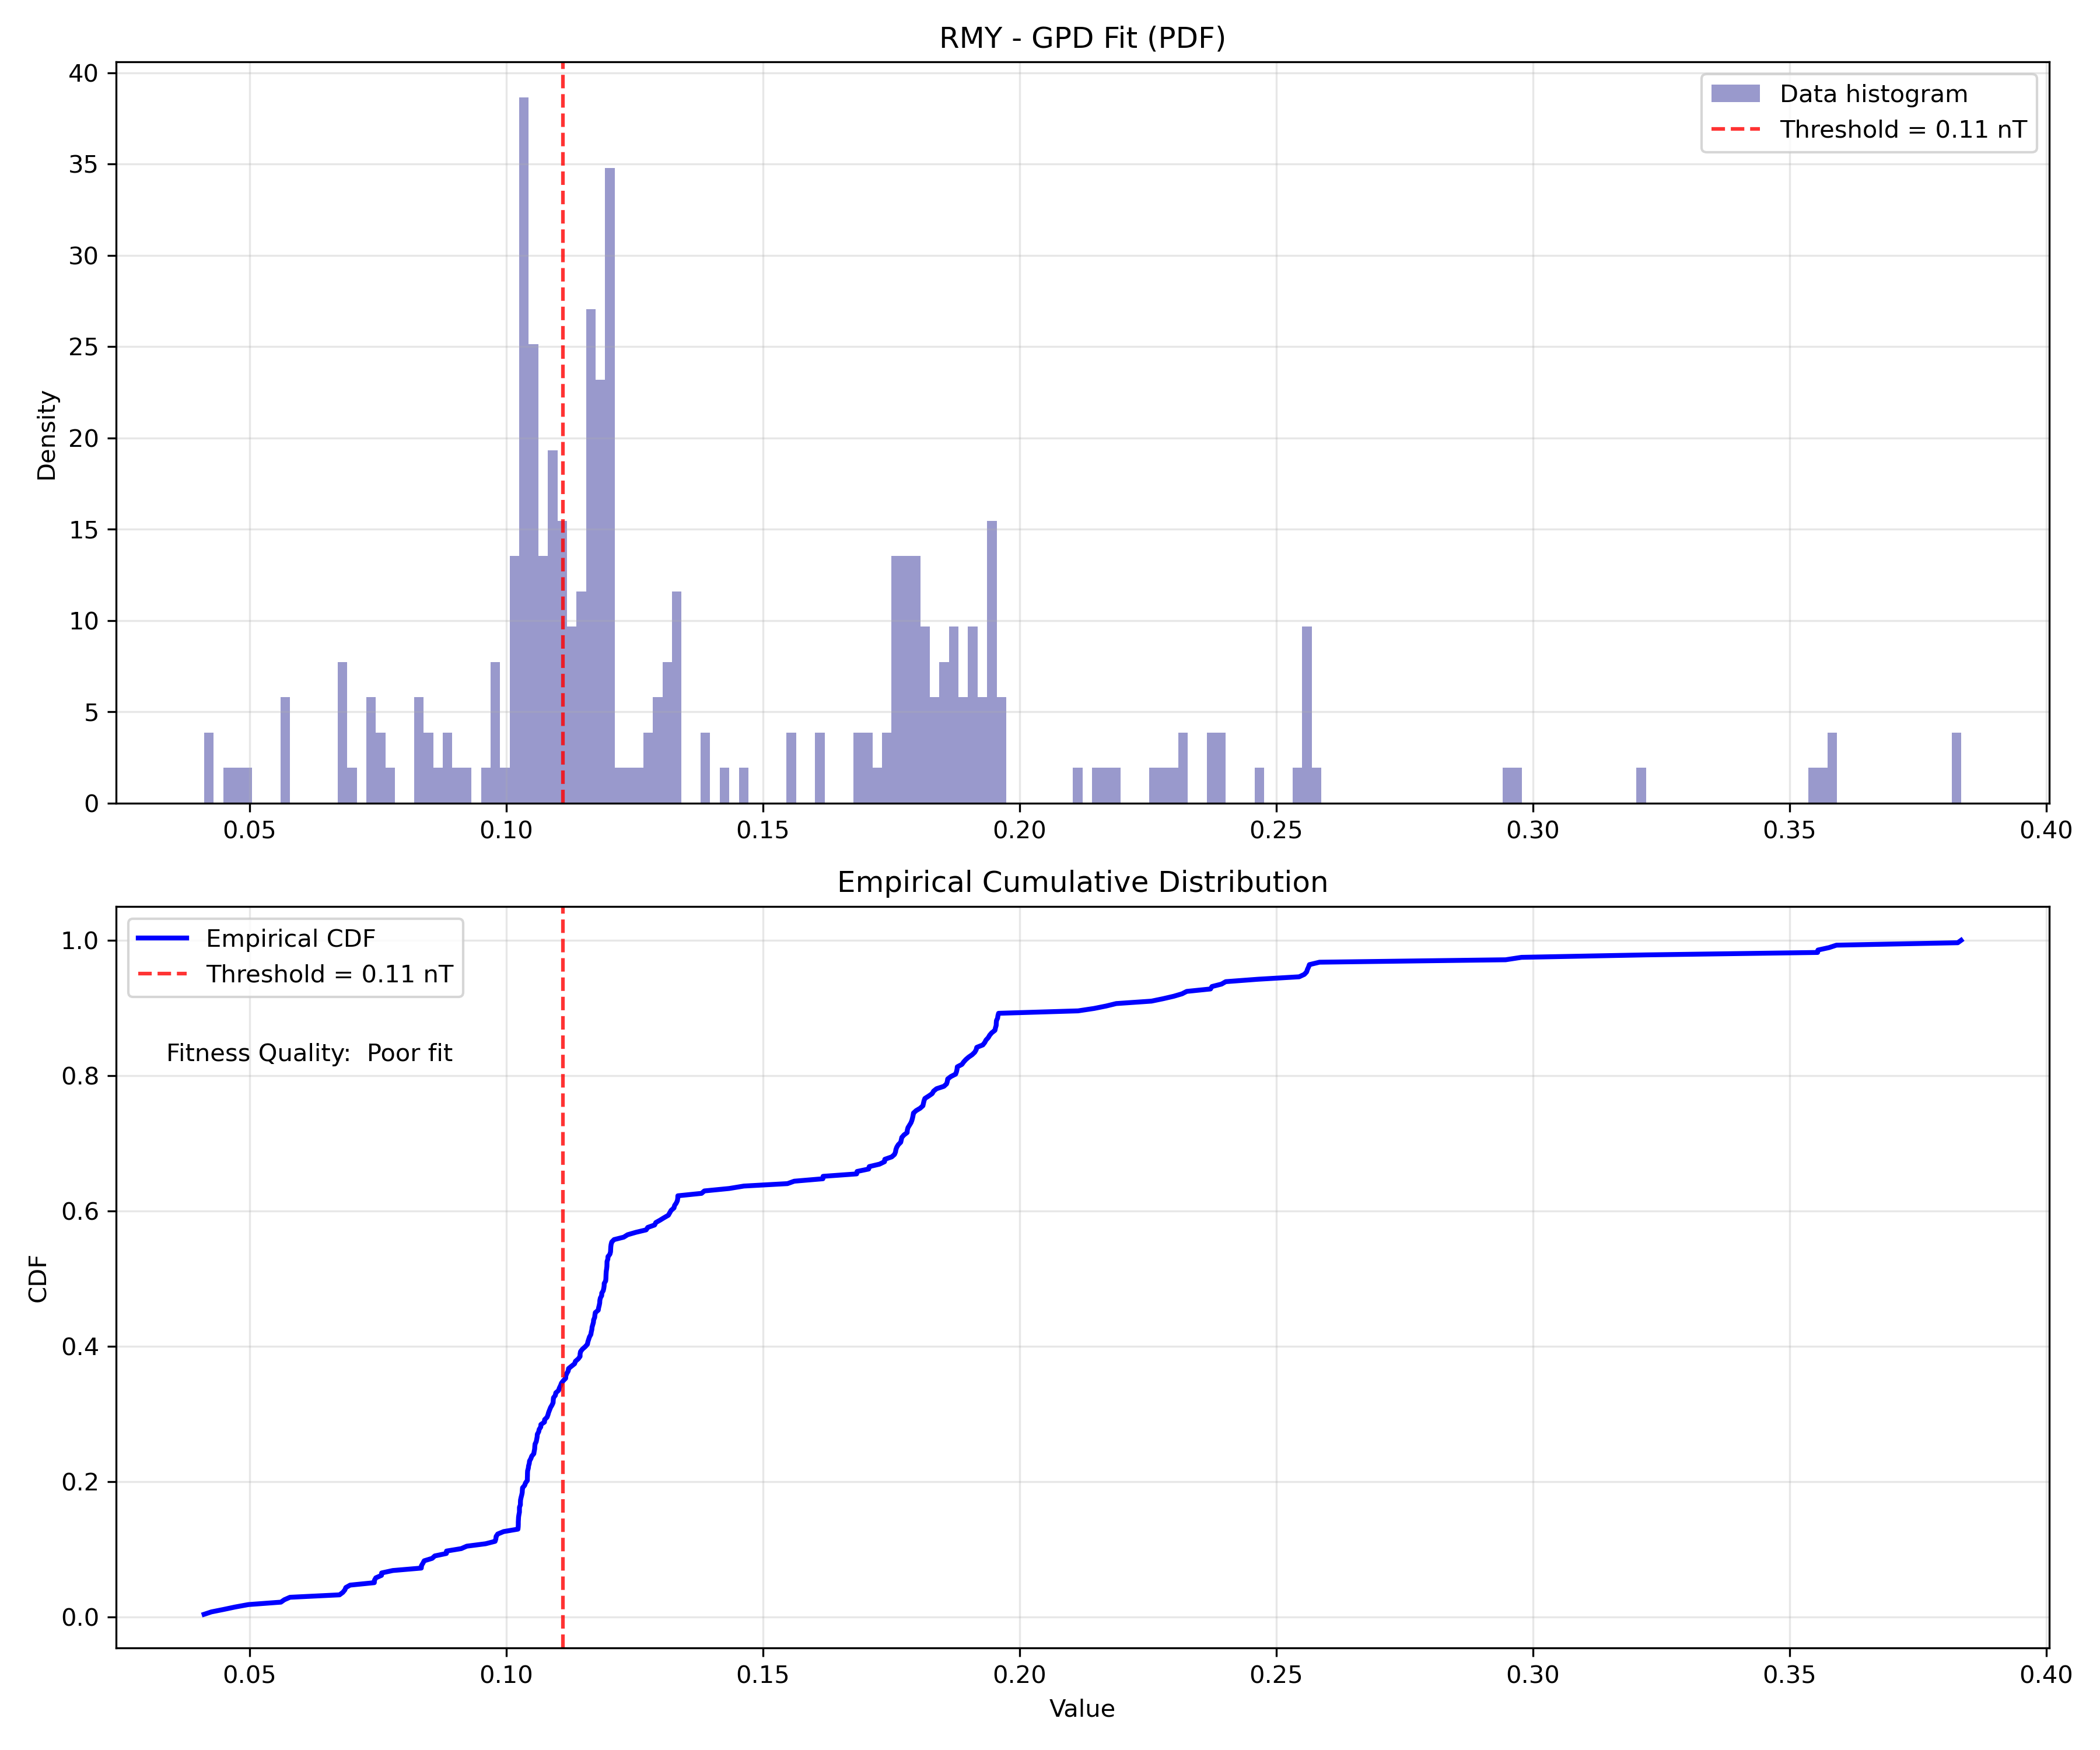 RMY - GPD Fit (PDF)
40
35
30
25
20
15
10
5
0
Density
Data histogram
Threshold = 0.11 nT
0.05 0.10 0.15 0.20 0.25 0.30 0.35 0.40
Empirical Cumulative Distribution
1.0
0.8
0.6
0.4
0.2
0.0
CDF
Empirical CDF
Threshold = 0.11 nT
Fitness Quality: Poor fit
0.05 0.10 0.15 0.20 0.25 0.30 0.35 0.40
Value